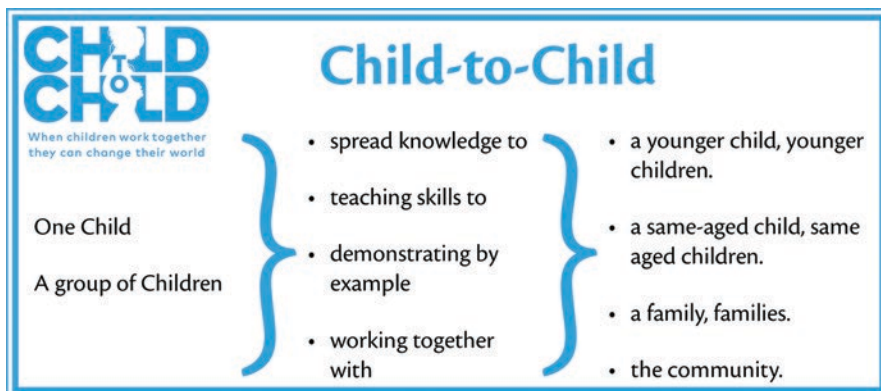 CHILD
TO
CHILD
When children work together
they can change their world
Child-to-Child
One Child
A group of Children
• spread knowledge to
• teaching skills to
• demonstrating by
example
• working together
with
• a younger child, younger
children.
• a same-aged child, same
aged children.
• a family, families.
• the community.